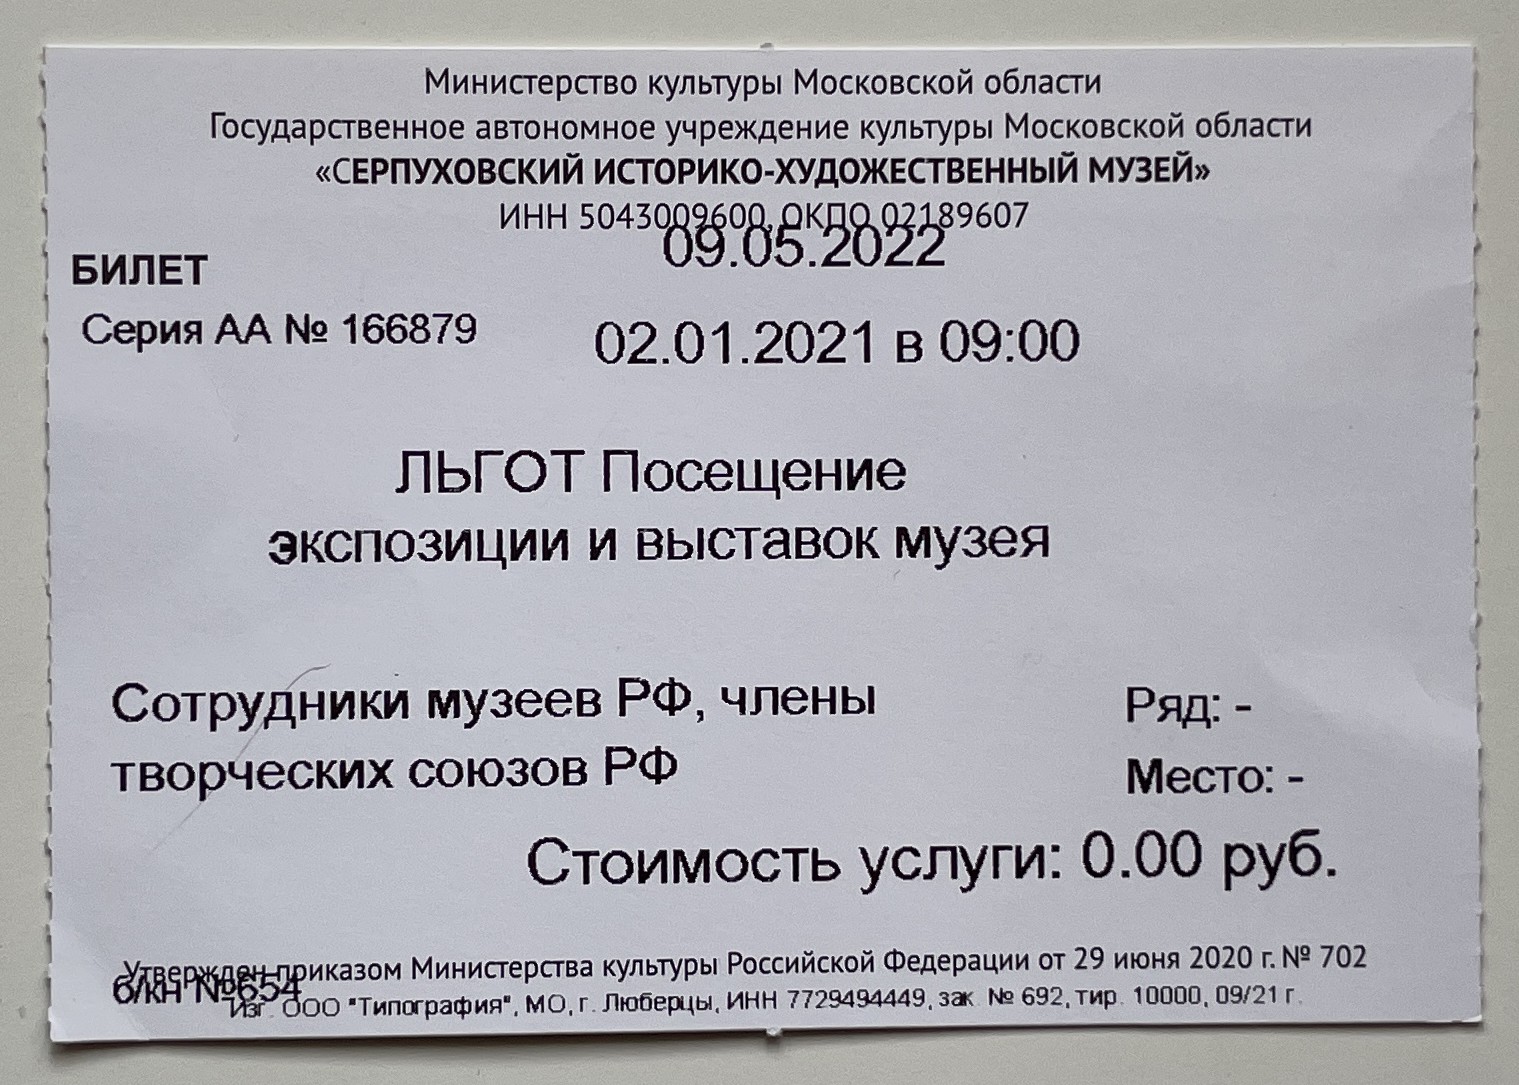 Министерство культуры Московской области
Государственное автономное учреждение культуры Московской области
«СЕРПУХОВСКИЙ ИСТОРИКО-ХУДОЖЕСТВЕННЫЙ МУЗЕЙ»
ИНН 5043009600, ОКПО 02189607
09.05.2022
БИЛЕТ
Серия АА № 166879
02.01.2021 в 09:00
ЛЬГОТ Посещение
экспозиции и выставок музея
Сотрудники музеев РФ, члены
творческих союзов РФ
Ряд: -
Место: -
Стоимость услуги: 0.00 руб.
Утвержден приказом Министерства культуры Российской Федерации от 29 июня 2020 г. № 702
б/кн №654
Изг. ООО "Типография", МО, г. Люберцы, ИНН 7729494449, зак. № 692, тир. 10000, 09/21 г.